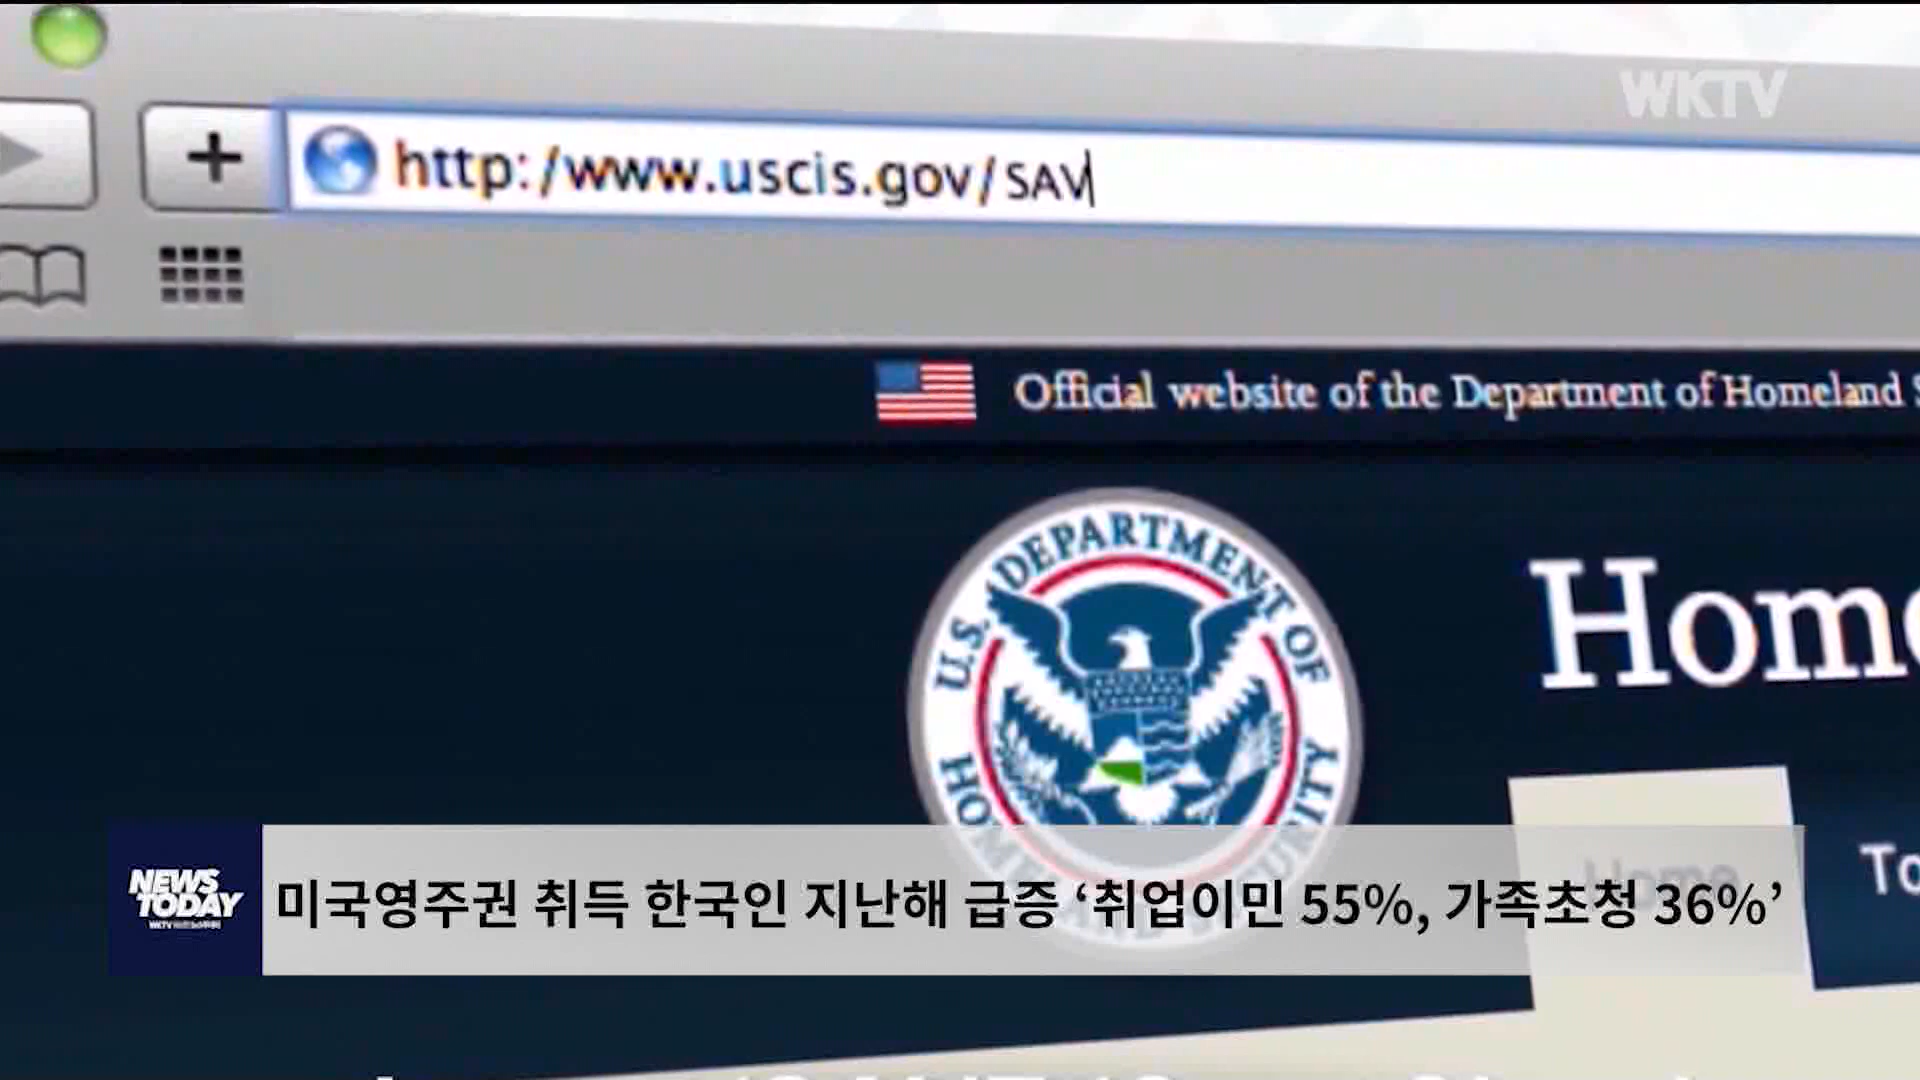 WKTV
http:/www.uscis.gov/SAV
Official website of the Department of Homeland
U.S. DEPARTMENT OF
Home
Home
NEWS
TODAY
미국영주권 취득 한국인 지난해 급증 ‘취업이민 55%, 가족초청 36%’